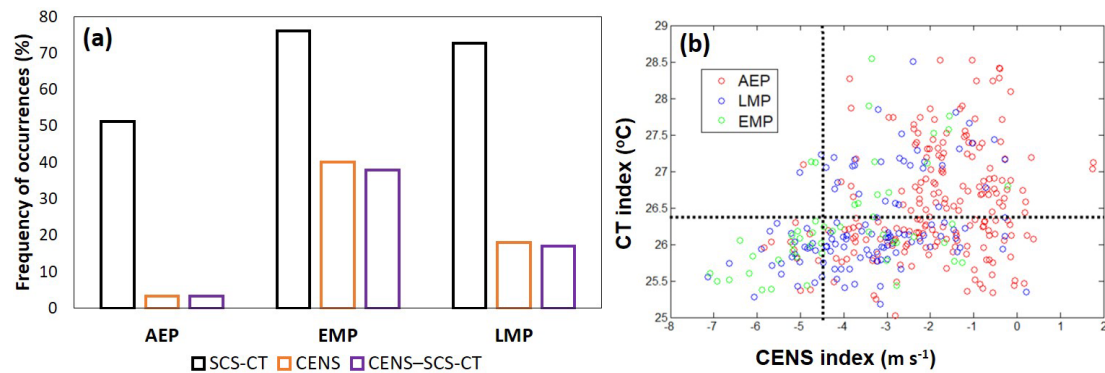 (a)
Frequency of occurrences (%)
80
70
60
50
40
30
20
10
0
AEP EMP LMP
SCS-CT CENS CENS–SCS-CT
(b)
CT index (ºC)
29
28.5
28
27.5
27
26.5
26
25.5
25
AEP
LMP
EMP
-8 -7 -6 -5 -4 -3 -2 -1 0 1 2
CENS index (m s⁻¹)